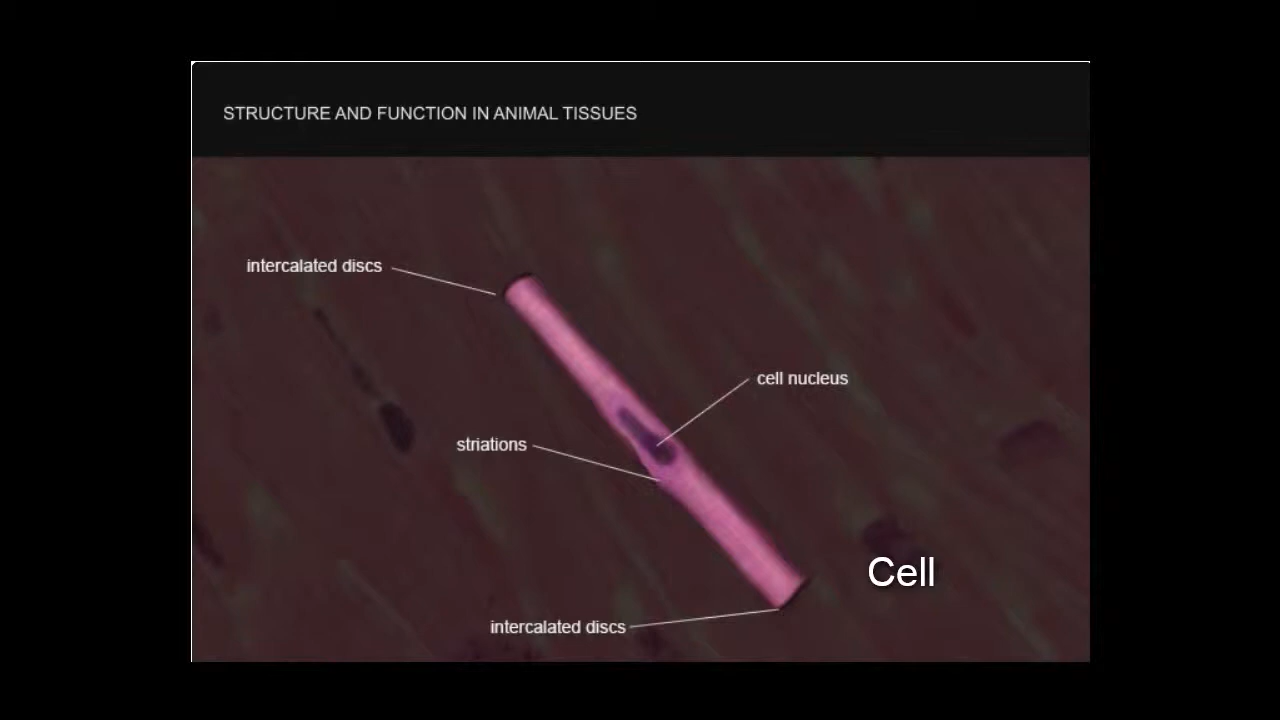 STRUCTURE AND FUNCTION IN ANIMAL TISSUES
intercalated discs
cell nucleus
striations
Cell
intercalated discs